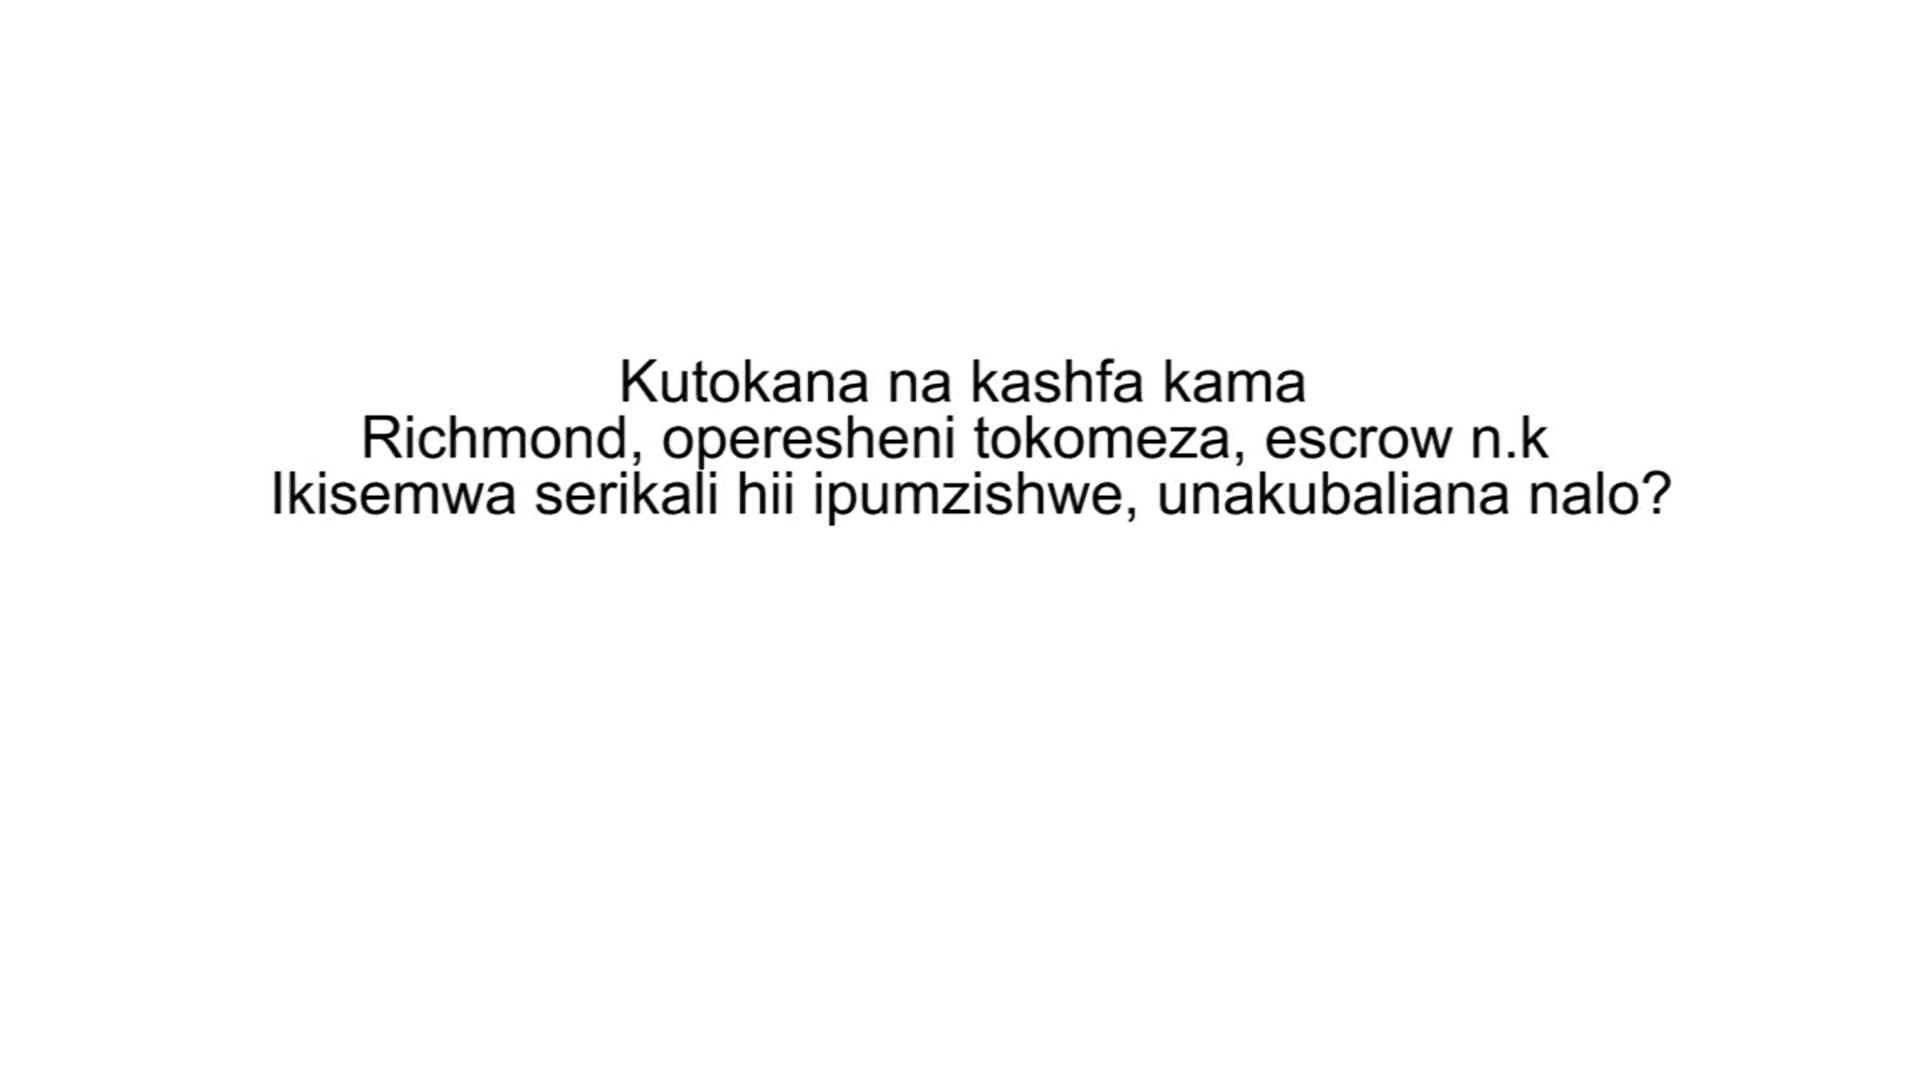 Kutokana na kashfa kama
Richmond, operesheni tokomeza, escrow n.k
Ikisemwa serikali hii ipumzishwe, unakubaliana nalo?